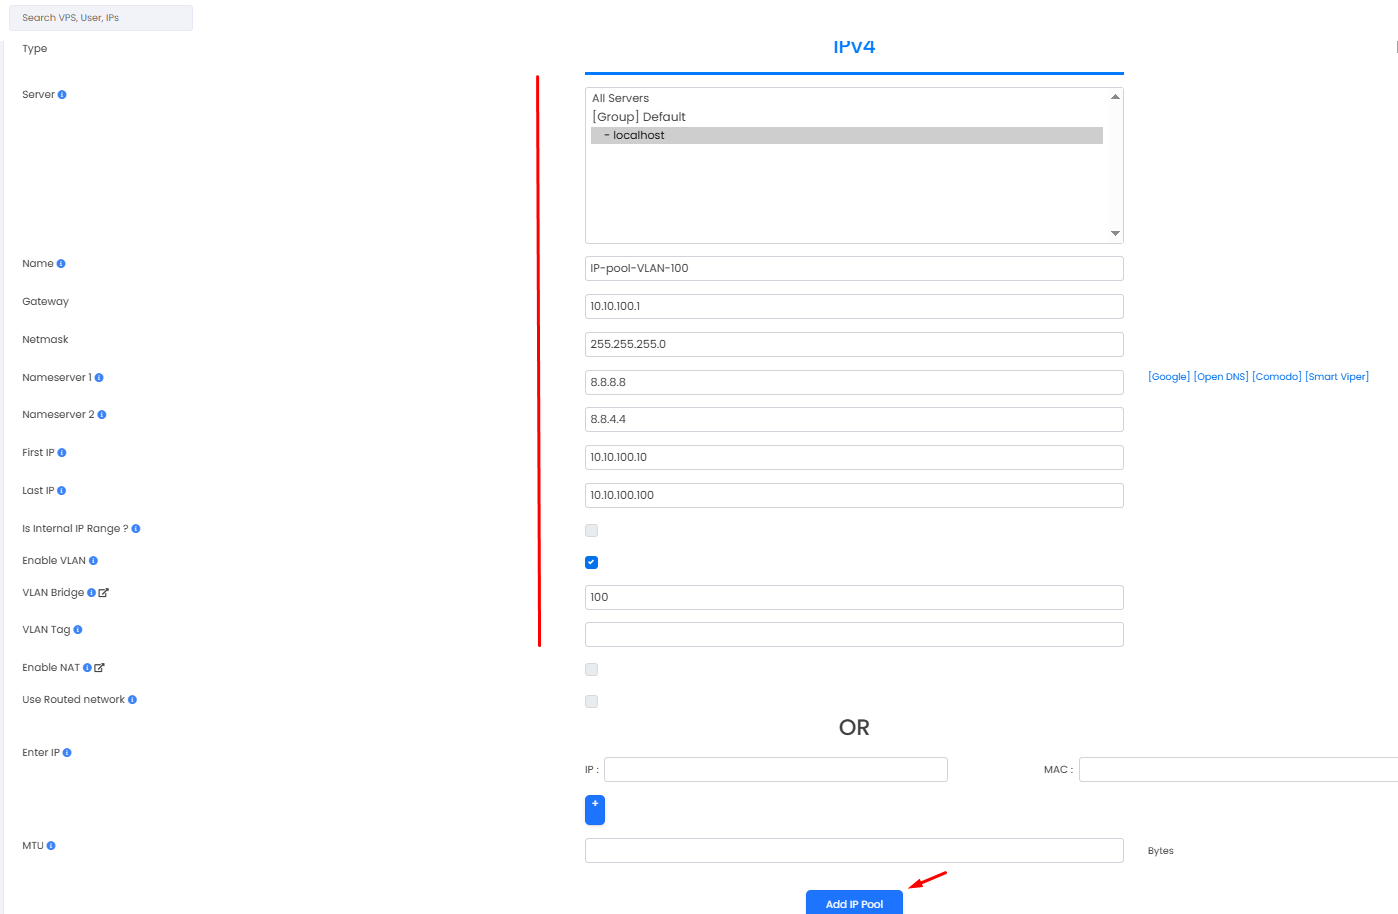 Search VPS, User, IPs
Type
IPv4
Server
All Servers
[Group] Default
- localhost
Name
IP-pool-VLAN-100
Gateway
10.10.100.1
Netmask
255.255.255.0
Nameserver 1
8.8.8.8
[Google] [Open DNS] [Comodo] [Smart Viper]
Nameserver 2
8.8.4.4
First IP
10.10.100.10
Last IP
10.10.100.100
Is Internal IP Range ?
Enable VLAN
VLAN Bridge
100
VLAN Tag
Enable NAT
Use Routed network
OR
Enter IP
IP :
MAC :
+
MTU
Bytes
Add IP Pool